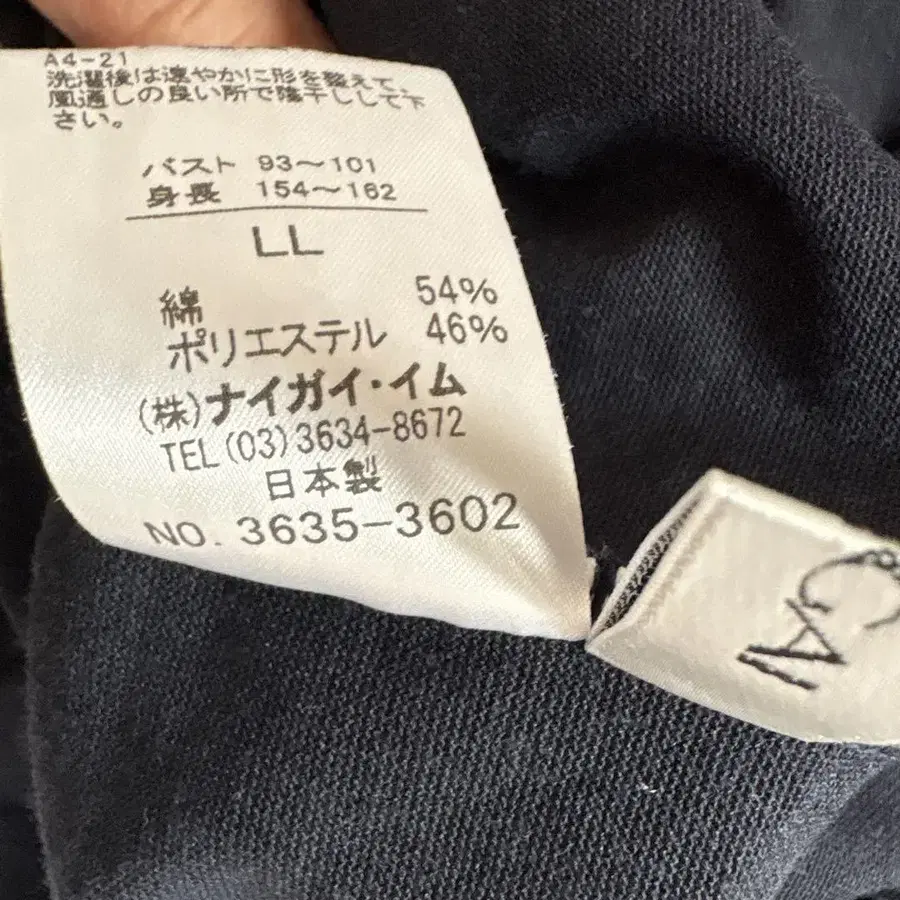 A4-21
洗濯後は速やかに形を整えて、
風通しの良い所で陰干しして下
さい。
バスト 93〜101
身長 154〜162
LL
綿 54%
ポリエステル 46%
(株)ナイガイ・イム
TEL(03)3634-8672
日本製
NO. 3635-3602